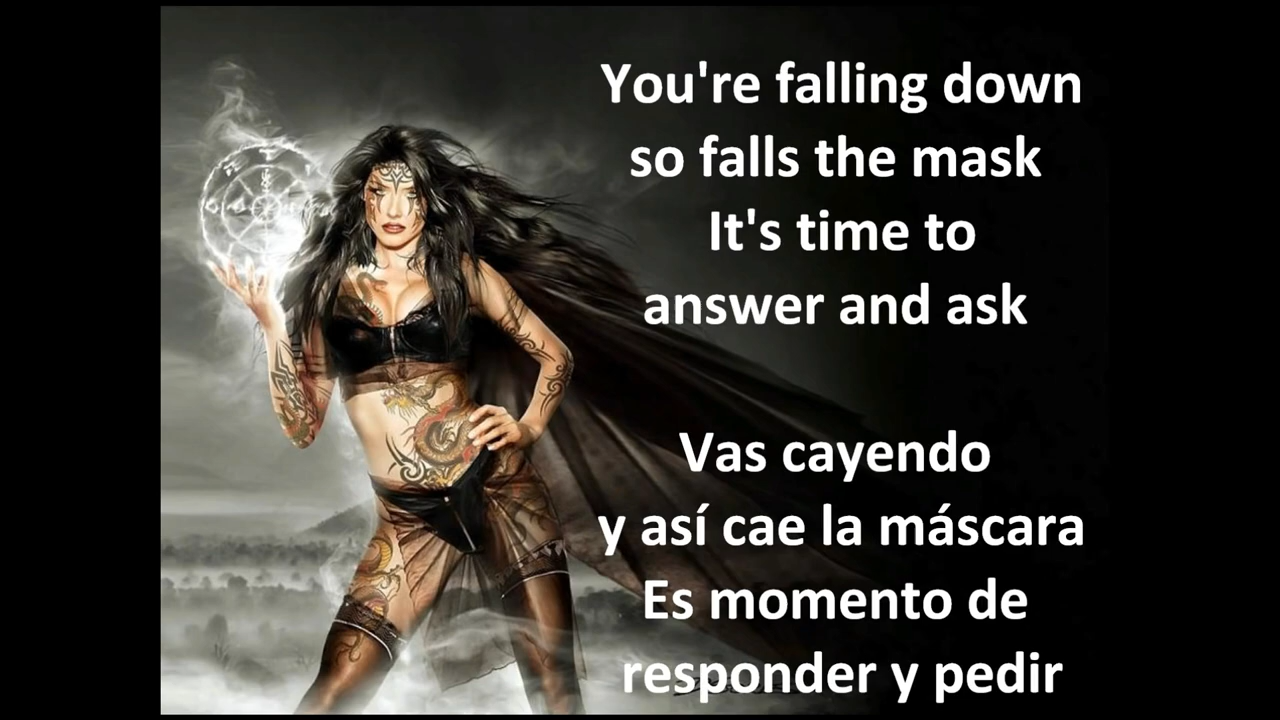 You're falling down
so falls the mask
It's time to
answer and ask
Vas cayendo
y así cae la máscara
Es momento de
responder y pedir